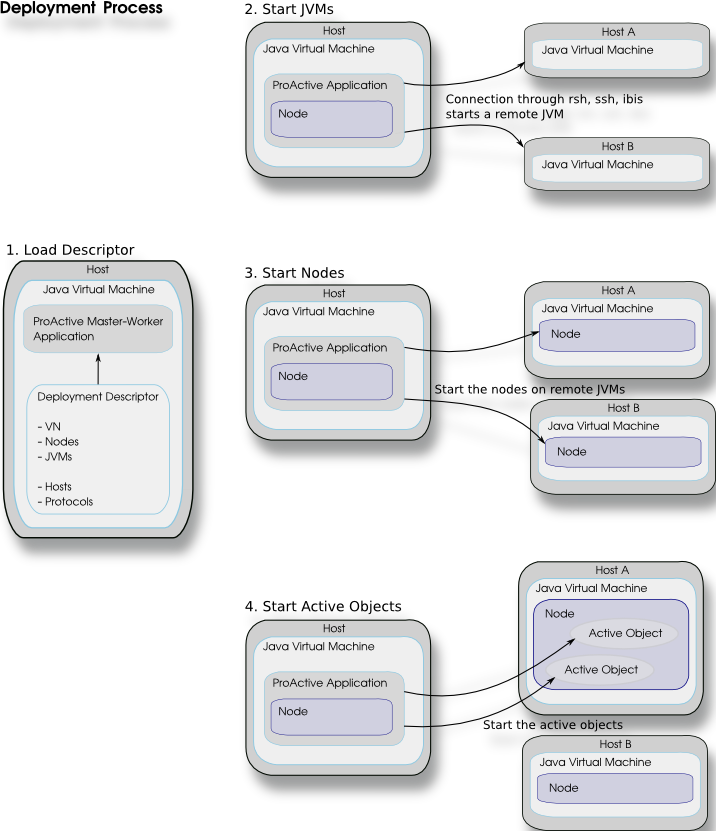 Deployment Process
1. Load Descriptor
Host
Java Virtual Machine
ProActive Master-Worker
Application
Deployment Descriptor
- VN
- Nodes
- JVMs
- Hosts
- Protocols
2. Start JVMs
Host
Java Virtual Machine
ProActive Application
Node
Host A
Java Virtual Machine
Connection through rsh, ssh, ibis
starts a remote JVM
Host B
Java Virtual Machine
3. Start Nodes
Host
Java Virtual Machine
ProActive Application
Node
Host A
Java Virtual Machine
Node
Start the nodes on remote JVMs
Host B
Java Virtual Machine
Node
4. Start Active Objects
Host
Java Virtual Machine
ProActive Application
Node
Host A
Java Virtual Machine
Node
Active Object
Active Object
Start the active objects
Host B
Java Virtual Machine
Node